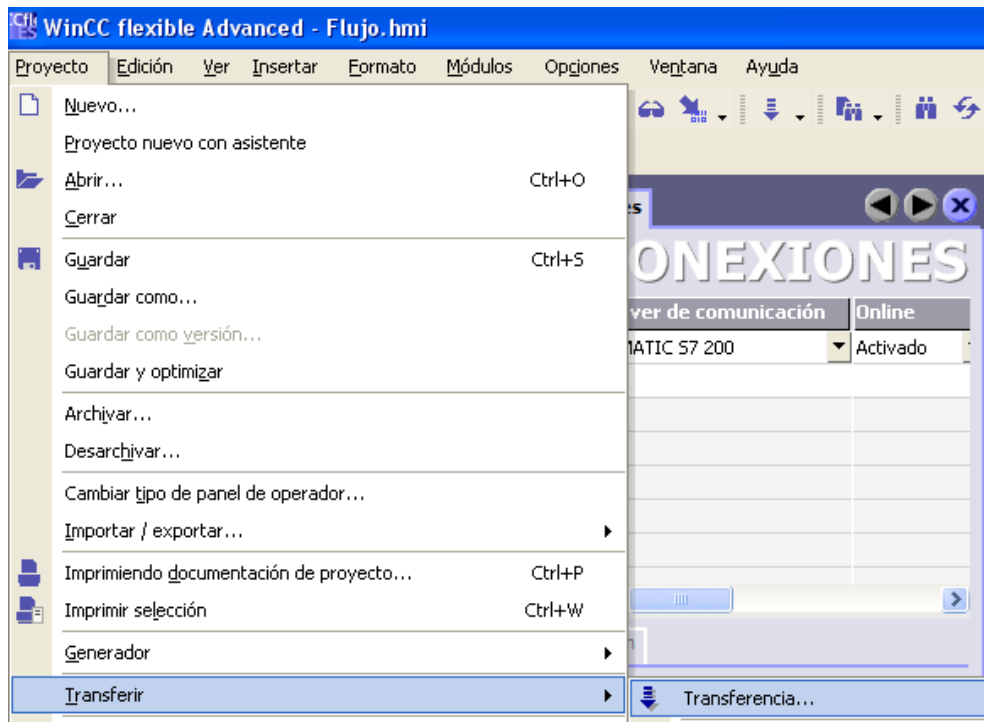 WinCC flexible Advanced - Flujo.hmi
Proyecto Edición Ver Insertar Formato Módulos Opciones Ventana Ayuda
Nuevo...
Proyecto nuevo con asistente
Abrir... Ctrl+O
Cerrar
Guardar Ctrl+S
Guardar como...
Guardar como versión...
Guardar y optimizar
Archivar...
Desarchivar...
Cambiar tipo de panel de operador...
Importar / exportar...
Imprimiendo documentación de proyecto... Ctrl+P
Imprimir selección Ctrl+W
Generador
Transferir
Transferencia...
es
ONEXIONES
ver de comunicación Online
MATIC S7 200 Activado